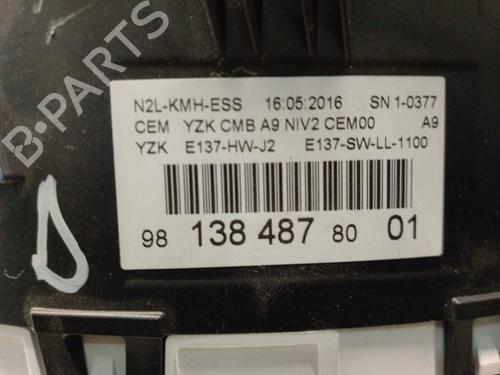 B-PARTS
N2L-KMH-ESS 16:05:2016 SN 1-0377
CEM YZK CMB A9 NIV2 CEM00 A9
YZK E137-HW-J2 E137-SW-LL-1100
98 138 487 80 01